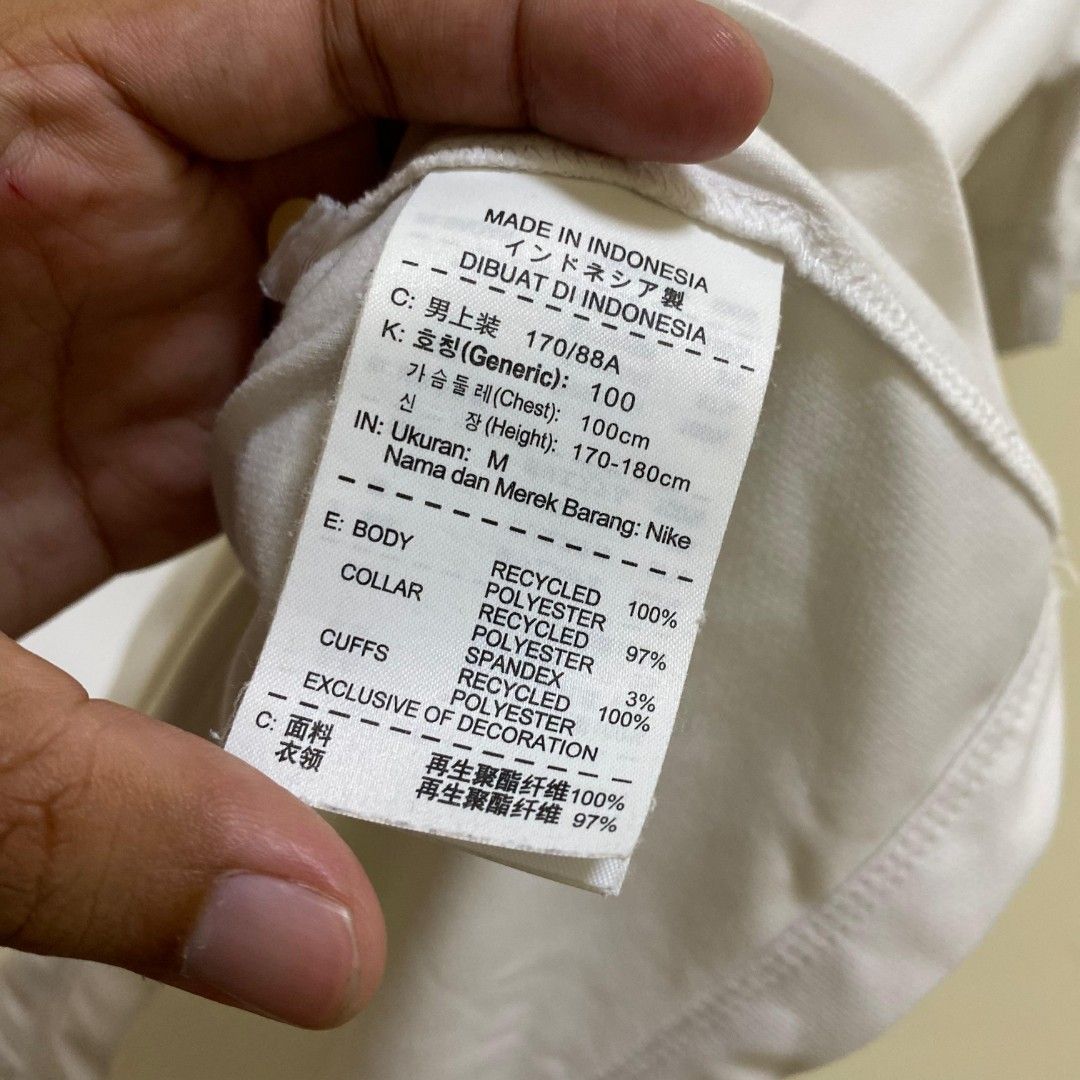 MADE IN INDONESIA
インドネシア製
DIBUAT DI INDONESIA
C: 男上装 170/88A
K: 호칭(Generic): 100
가슴둘레(Chest): 100cm
신 장(Height): 170-180cm
IN: Ukuran: M
Nama dan Merek Barang: Nike
E: BODY RECYCLED
POLYESTER 100%
COLLAR RECYCLED
POLYESTER 97%
SPANDEX 3%
CUFFS RECYCLED
POLYESTER 100%
EXCLUSIVE OF DECORATION
C: 面料 再生聚酯纤维100%
衣领 再生聚酯纤维 97%